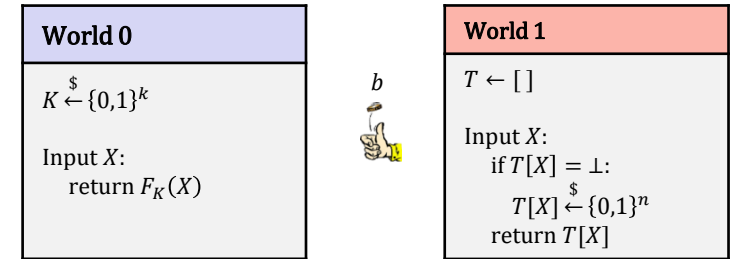 World 0
K $← {0,1}^k
Input X:
return F_K(X)
b
World 1
T ← [ ]
Input X:
if T[X] = ⊥:
T[X] $← {0,1}^n
return T[X]